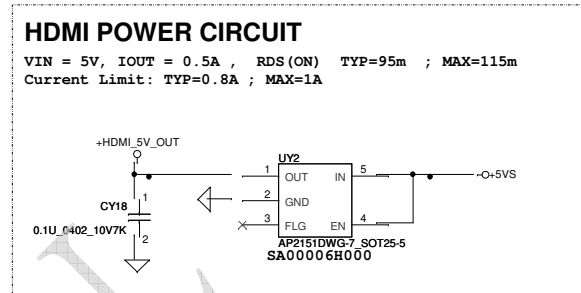 HDMI POWER CIRCUIT
VIN = 5V, IOUT = 0.5A , RDS(ON) TYP=95m ; MAX=115m
Current Limit: TYP=0.8A ; MAX=1A
+HDMI_5V_OUT
UY2
1 OUT IN 5
+5VS
2 GND
3 FLG EN 4
CY18
1
0.1U_0402_10V7K
2
AP2151DWG-7_SOT25-5
SA00006H000